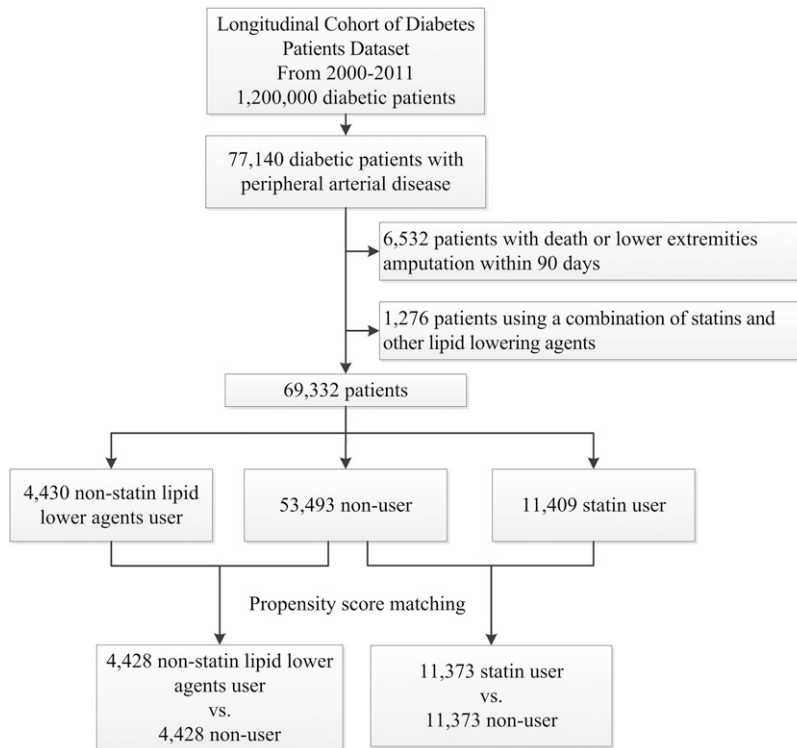 Longitudinal Cohort of Diabetes
Patients Dataset
From 2000-2011
1,200,000 diabetic patients
77,140 diabetic patients with
peripheral arterial disease
6,532 patients with death or lower extremities
amputation within 90 days
1,276 patients using a combination of statins and
other lipid lowering agents
69,332 patients
4,430 non-statin lipid
lower agents user
53,493 non-user
11,409 statin user
Propensity score matching
4,428 non-statin lipid lower
agents user
vs.
4,428 non-user
11,373 statin user
vs.
11,373 non-user